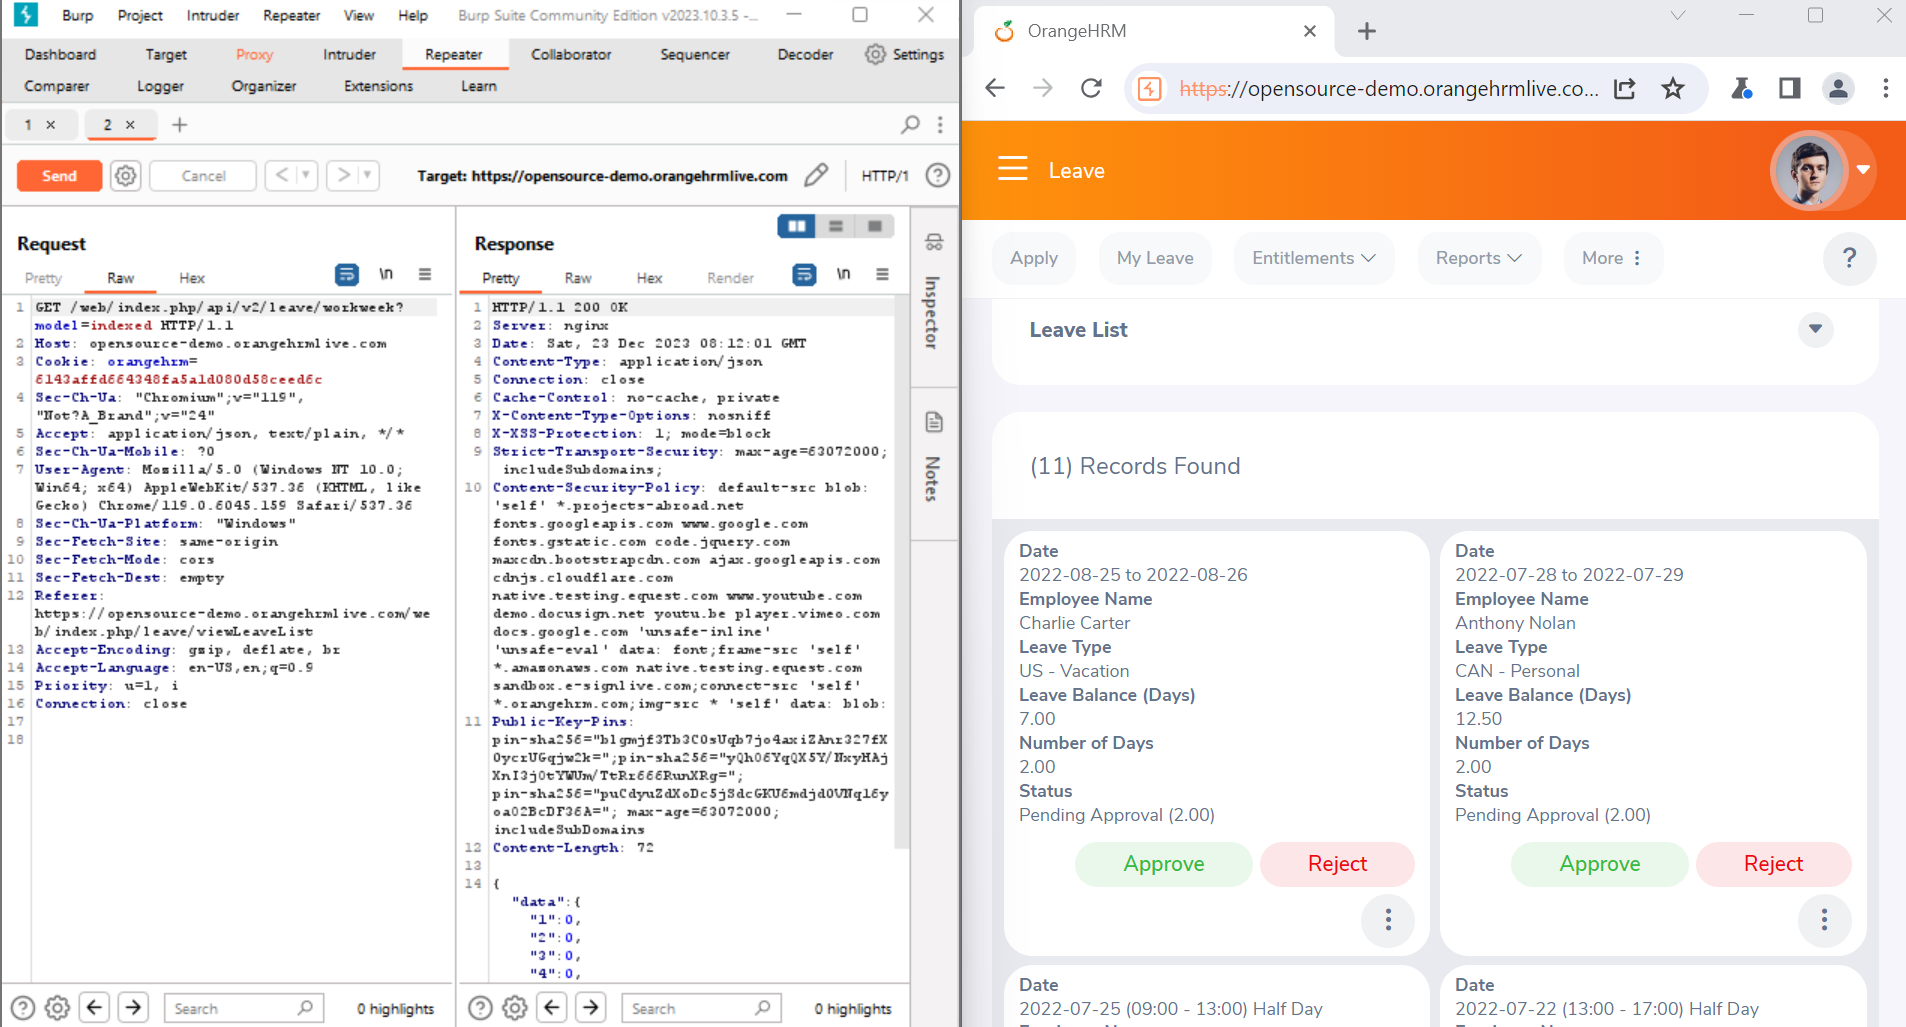 Burp Project Intruder Repeater View Help Burp Suite Community Edition v2023.10.3.5 -...
Dashboard Target Proxy Intruder Repeater Collaborator Sequencer Decoder Settings
Comparer Logger Organizer Extensions Learn
1 × 2 × +
Send Cancel < > Target: https://opensource-demo.orangehrmlive.com HTTP/1 ?
Request
Pretty Raw Hex \n
1 GET /web/index.php/api/v2/leave/workweek?
model=indexed HTTP/1.1
2 Host: opensource-demo.orangehrmlive.com
3 Cookie: orangehrm=
6143affd664348fa5a1d080d58ceed6c
4 Sec-Ch-Ua: "Chromium";v="119",
"Not?A_Brand";v="24"
5 Accept: application/json, text/plain, */*
6 Sec-Ch-Ua-Mobile: ?0
7 User-Agent: Mozilla/5.0 (Windows NT 10.0;
Win64; x64) AppleWebKit/537.36 (KHTML, like
Gecko) Chrome/119.0.6045.159 Safari/537.36
8 Sec-Ch-Ua-Platform: "Windows"
9 Sec-Fetch-Site: same-origin
10 Sec-Fetch-Mode: cors
11 Sec-Fetch-Dest: empty
12 Referer:
https://opensource-demo.orangehrmlive.com/we
b/index.php/leave/viewLeaveList
13 Accept-Encoding: gzip, deflate, br
14 Accept-Language: en-US,en;q=0.9
15 Priority: u=1, i
16 Connection: close
17
18
? Search 0 highlights
Response
Pretty Raw Hex Render \n
1 HTTP/1.1 200 OK
2 Server: nginx
3 Date: Sat, 23 Dec 2023 08:12:01 GMT
4 Content-Type: application/json
5 Connection: close
6 Cache-Control: no-cache, private
7 X-Content-Type-Options: nosniff
8 X-XSS-Protection: 1; mode=block
9 Strict-Transport-Security: max-age=63072000;
includeSubdomains;
10 Content-Security-Policy: default-src blob:
'self' *.projects-abroad.net
fonts.googleapis.com www.google.com
fonts.gstatic.com code.jquery.com
maxcdn.bootstrapcdn.com ajax.googleapis.com
cdnjs.cloudflare.com
native.testing.equest.com www.youtube.com
demo.docusign.net youtu.be player.vimeo.com
docs.google.com 'unsafe-inline'
'unsafe-eval' data: font;frame-src 'self'
*.amazonaws.com native.testing.equest.com
sandbox.e-signlive.com;connect-src 'self'
*.orangehrm.com;img-src * 'self' data: blob:
11 Public-Key-Pins:
includeSubDomains
12 Content-Length: 72
13
14 {
"data":{
"1":0,
"2":0,
"3":0,
"4":0,
? Search 0 highlights
Inspector
Notes
OrangeHRM
https://opensource-demo.orangehrmlive.co...
Leave
Apply My Leave Entitlements Reports More ?
Leave List
(11) Records Found
Date
2022-08-25 to 2022-08-26
Employee Name
Charlie Carter
Leave Type
US - Vacation
Leave Balance (Days)
7.00
Number of Days
2.00
Status
Pending Approval (2.00)
Approve Reject
Date
2022-07-28 to 2022-07-29
Employee Name
Anthony Nolan
Leave Type
CAN - Personal
Leave Balance (Days)
12.50
Number of Days
2.00
Status
Pending Approval (2.00)
Approve Reject
Date
2022-07-25 (09:00 - 13:00) Half Day
Date
2022-07-22 (13:00 - 17:00) Half Day